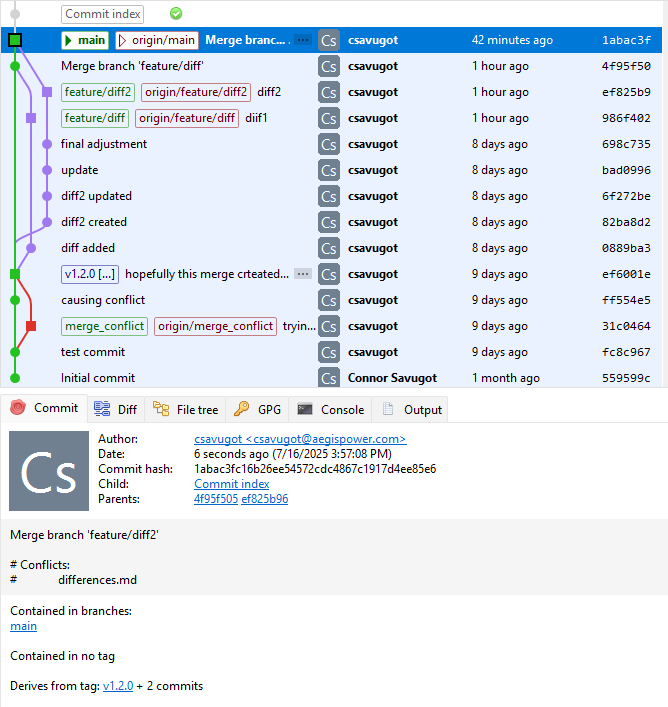 Commit index
main origin/main Merge branc... ... Cs csavugot 42 minutes ago 1abac3f
Merge branch 'feature/diff' Cs csavugot 1 hour ago 4f95f50
feature/diff2 origin/feature/diff2 diff2 Cs csavugot 1 hour ago ef825b9
feature/diff origin/feature/diff diif1 Cs csavugot 1 hour ago 986f402
final adjustment Cs csavugot 8 days ago 698c735
update Cs csavugot 8 days ago bad0996
diff2 updated Cs csavugot 8 days ago 6f272be
diff2 created Cs csavugot 8 days ago 82ba8d2
diff added Cs csavugot 8 days ago 0889ba3
v1.2.0 [...] hopefully this merge crteated... ... Cs csavugot 9 days ago ef6001e
causing conflict Cs csavugot 9 days ago ff554e5
merge_conflict origin/merge_conflict tryin... Cs csavugot 9 days ago 31c0464
test commit Cs csavugot 9 days ago fc8c967
Initial commit Cs Connor Savugot 1 month ago 559599c
Commit Diff File tree GPG Console Output
Cs
Author: csavugot <csavugot@aegispower.com>
Date: 6 seconds ago (7/16/2025 3:57:08 PM)
Commit hash: 1abac3fc16b26ee54572cdc4867c1917d4ee85e6
Child: Commit index
Parents: 4f95f505 ef825b96
Merge branch 'feature/diff2'
# Conflicts:
# differences.md
Contained in branches:
main
Contained in no tag
Derives from tag: v1.2.0 + 2 commits